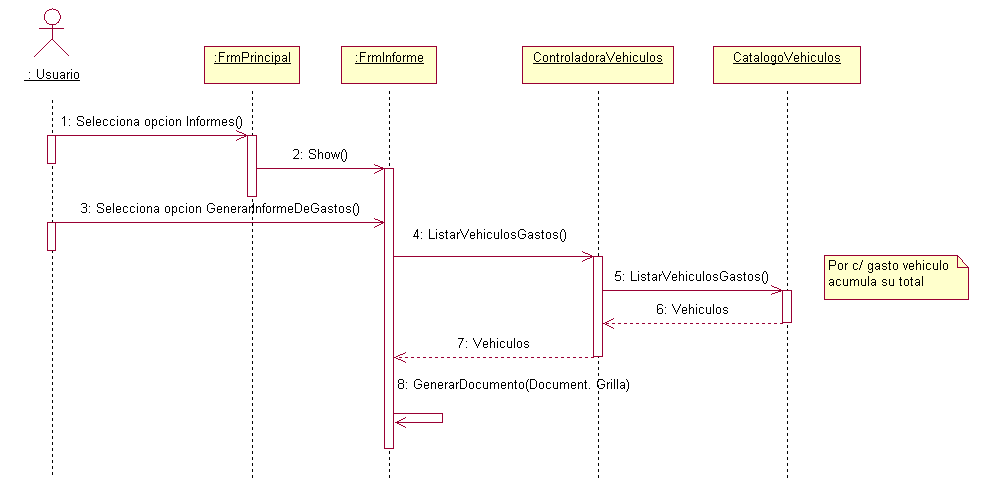 : Usuario
:FrmPrincipal
:FrmInforme
ControladoraVehiculos
CatalogoVehiculos
1: Selecciona opcion Informes()
2: Show()
3: Selecciona opcion GenerarInformeDeGastos()
4: ListarVehiculosGastos()
5: ListarVehiculosGastos()
Por c/ gasto vehiculo
acumula su total
6: Vehiculos
7: Vehiculos
8: GenerarDocumento(Document. Grilla)